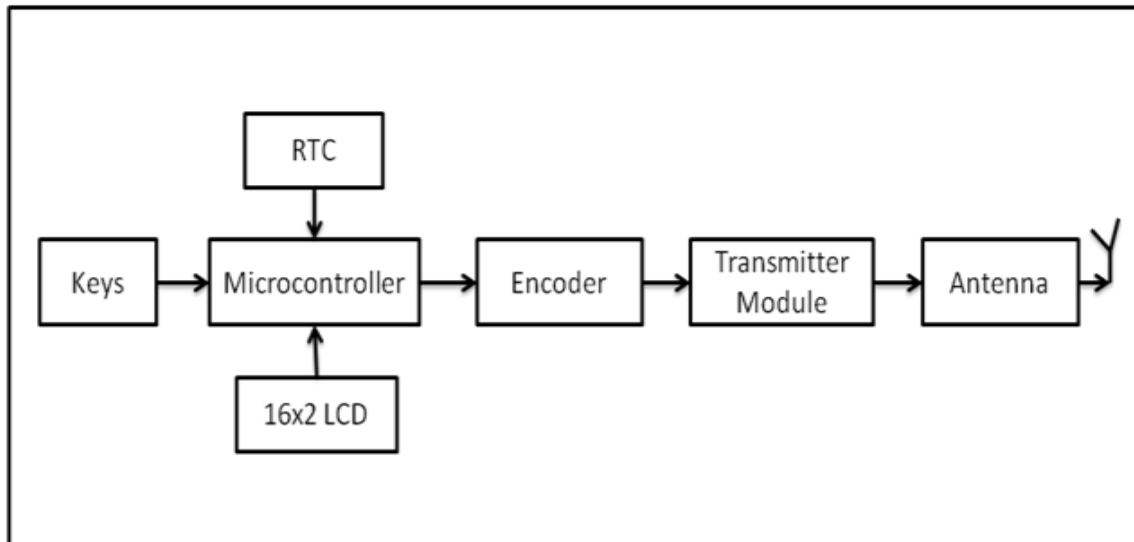 RTC
Keys
Microcontroller
Encoder
Transmitter
Module
Antenna
16x2 LCD